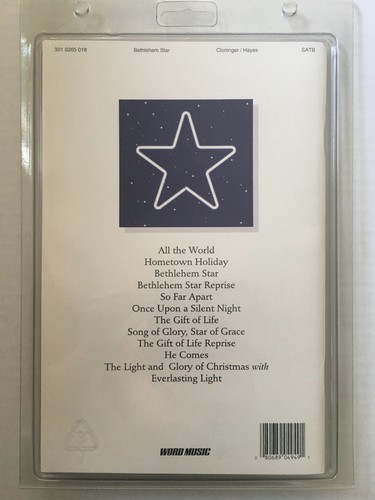 301 0265 018 Bethlehem Star Cloninger / Hayes SATB
All the World
Hometown Holiday
Bethlehem Star
Bethlehem Star Reprise
So Far Apart
Once Upon a Silent Night
The Gift of Life
Song of Glory, Star of Grace
The Gift of Life Reprise
He Comes
The Light and Glory of Christmas with
Everlasting Light
WORD MUSIC